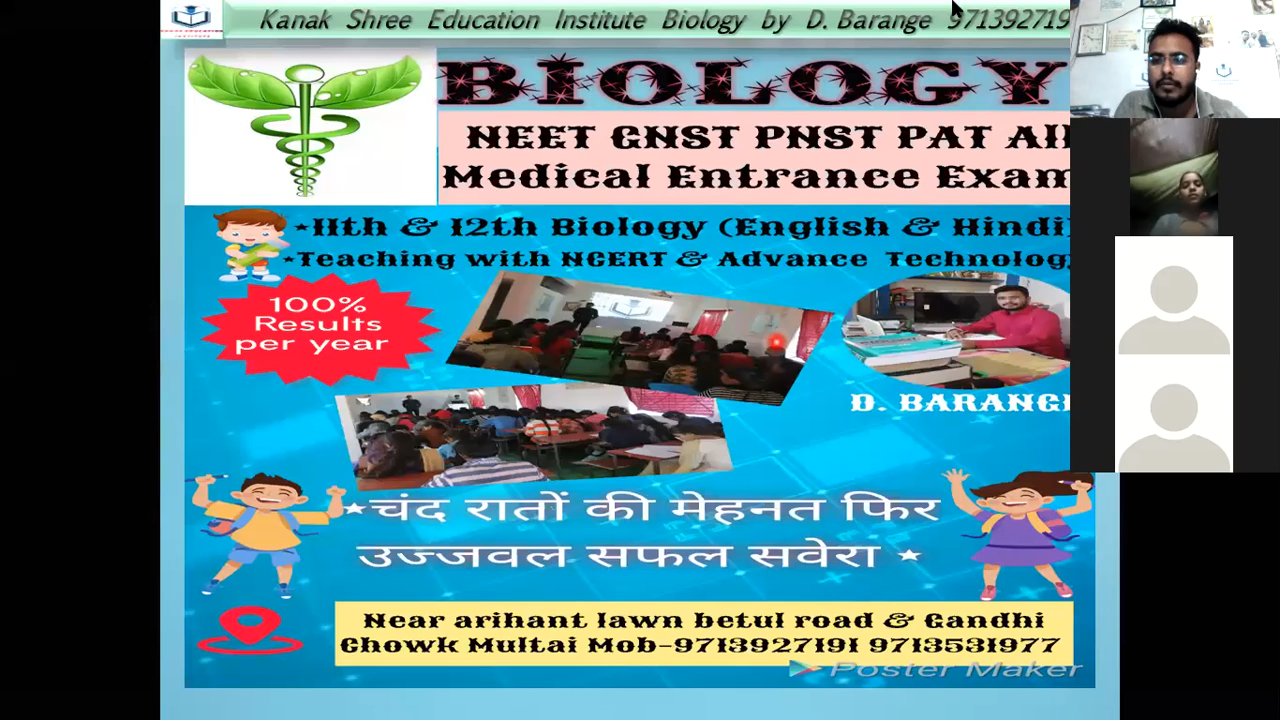 Kanak Shree Education Institute Biology by D. Barange 971392719
BIOLOGY
NEET GNST PNST PAT All
Medical Entrance Exam
★11th & 12th Biology (English & Hindi)
★Teaching with NCERT & Advance Technology
100%
Results
per year
D. BARANGE
★चंद रातों की मेहनत फिर
उज्जवल सफल सवेरा ★
Near arihant lawn betul road & Gandhi
Chowk Multai Mob-9713927191 9713531977
Poster Maker